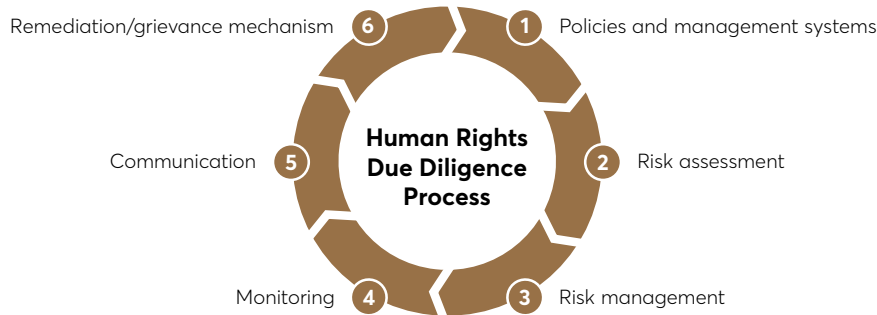 Human Rights
Due Diligence
Process
1 Policies and management systems
2 Risk assessment
3 Risk management
4 Monitoring
5 Communication
6 Remediation/grievance mechanism